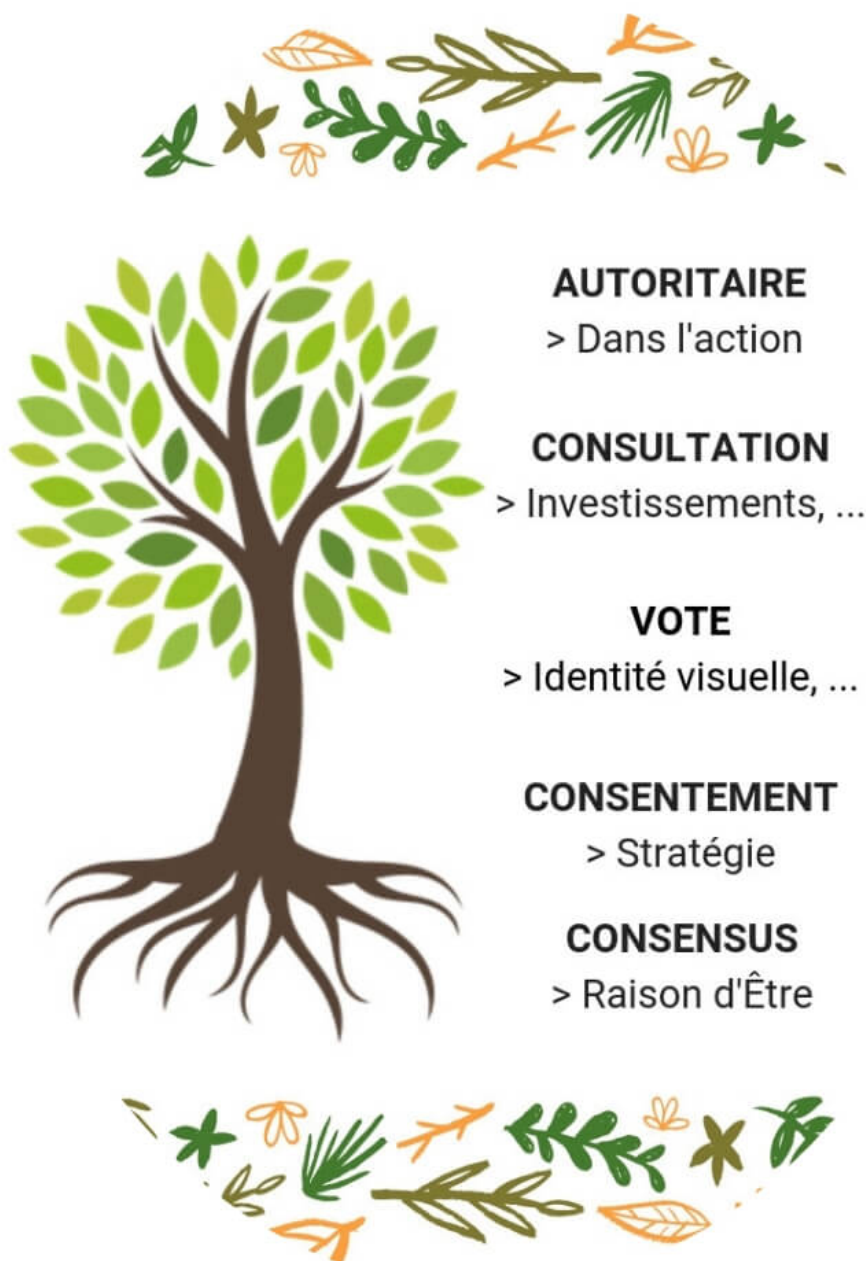 AUTORITAIRE
> Dans l'action
CONSULTATION
> Investissements, ...
VOTE
> Identité visuelle, ...
CONSENTEMENT
> Stratégie
CONSENSUS
> Raison d'Être